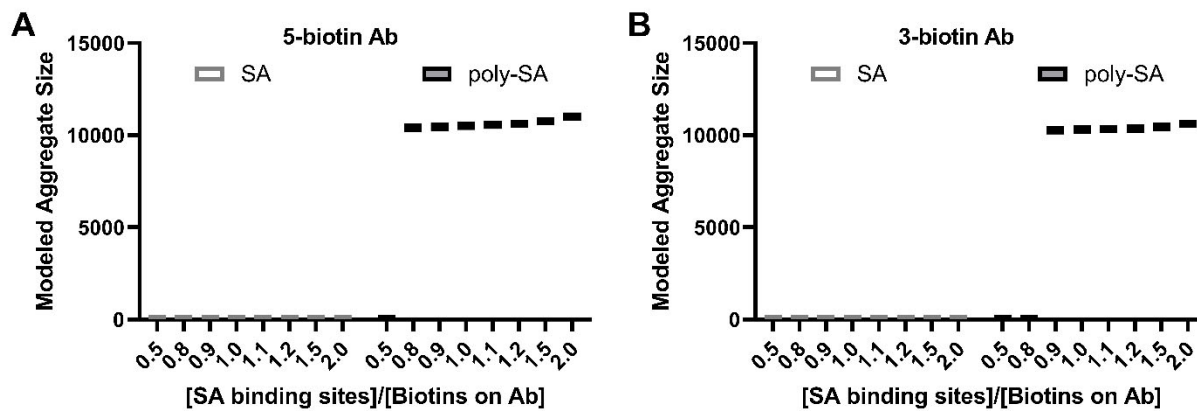 A
5-biotin Ab
SA
poly-SA
Modeled Aggregate Size
15000
10000
5000
0
0.5 0.8 0.9 1.0 1.1 1.2 1.5 2.0 0.5 0.8 0.9 1.0 1.1 1.2 1.5 2.0
[SA binding sites]/[Biotins on Ab]
B
3-biotin Ab
SA
poly-SA
Modeled Aggregate Size
15000
10000
5000
0
0.5 0.8 0.9 1.0 1.1 1.2 1.5 2.0 0.5 0.8 0.9 1.0 1.1 1.2 1.5 2.0
[SA binding sites]/[Biotins on Ab]